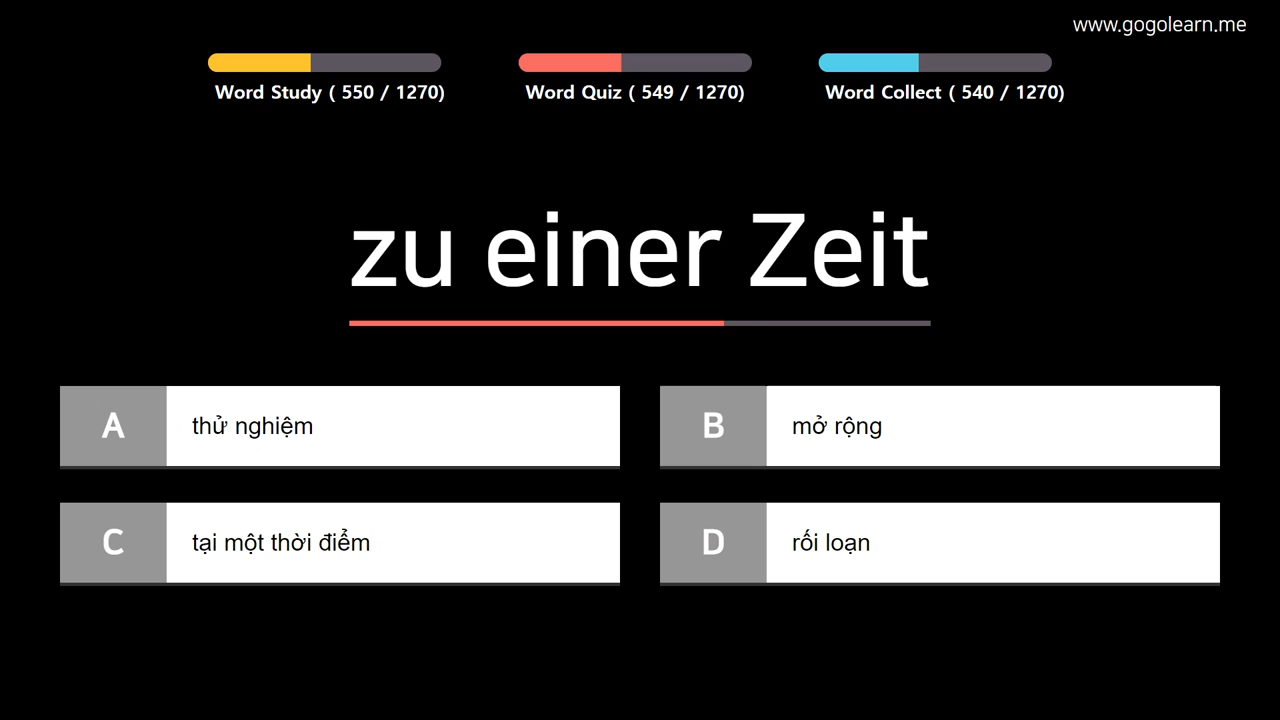 www.gogolearn.me
Word Study ( 550 / 1270)
Word Quiz ( 549 / 1270)
Word Collect ( 540 / 1270)
zu einer Zeit
A thử nghiệm
B mở rộng
C tại một thời điểm
D rối loạn